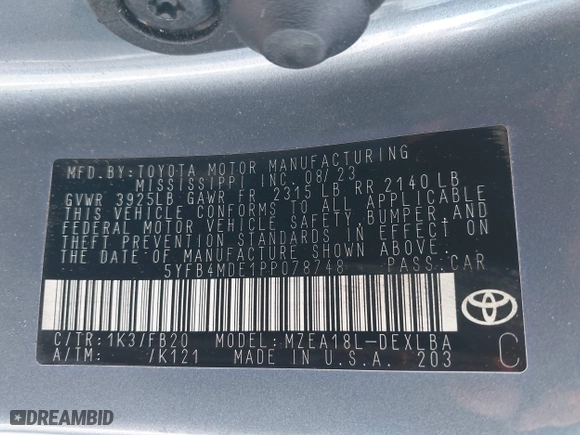 MFD.BY:TOYOTA MOTOR MANUFACTURING
MISSISSIPPI, INC. 08/23
GVWR 3925LB GAWR FR 2315 LB RR 2140 LB
THIS VEHICLE CONFORMS TO ALL APPLICABLE
FEDERAL MOTOR VEHICLE SAFETY, BUMPER, AND
THEFT PREVENTION STANDARDS IN EFFECT ON
THE DATE OF MANUFACTURE SHOWN ABOVE.
5YFB4MDE1PP078748 PASS.CAR
C/TR:1K3/FB20 MODEL:MZEA18L-DEXLBA
A/TM: /K121 MADE IN U.S.A. 203
TOYOTA
C
DREAMBID